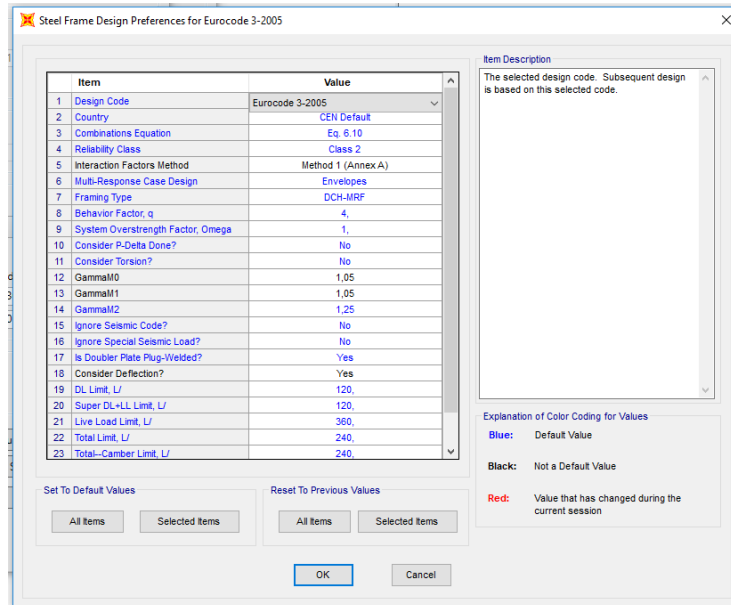 Steel Frame Design Preferences for Eurocode 3-2005
Item Value
1 Design Code Eurocode 3-2005
2 Country CEN Default
3 Combinations Equation Eq. 6.10
4 Reliability Class Class 2
5 Interaction Factors Method Method 1 (Annex A)
6 Multi-Response Case Design Envelopes
7 Framing Type DCH-MRF
8 Behavior Factor, q 4,
9 System Overstrength Factor, Omega 1,
10 Consider P-Delta Done? No
11 Consider Torsion? No
12 GammaM0 1,05
13 GammaM1 1,05
14 GammaM2 1,25
15 Ignore Seismic Code? No
16 Ignore Special Seismic Load? No
17 Is Doubler Plate Plug-Welded? Yes
18 Consider Deflection? Yes
19 DL Limit, L/ 120,
20 Super DL+LL Limit, L/ 120,
21 Live Load Limit, L/ 360,
22 Total Limit, L/ 240,
23 Total--Camber Limit, L/ 240,
Set To Default Values
All Items
Selected Items
Reset To Previous Values
All Items
Selected Items
Item Description
The selected design code. Subsequent design
is based on this selected code.
Explanation of Color Coding for Values
Blue: Default Value
Black: Not a Default Value
Red: Value that has changed during the
current session
OK
Cancel